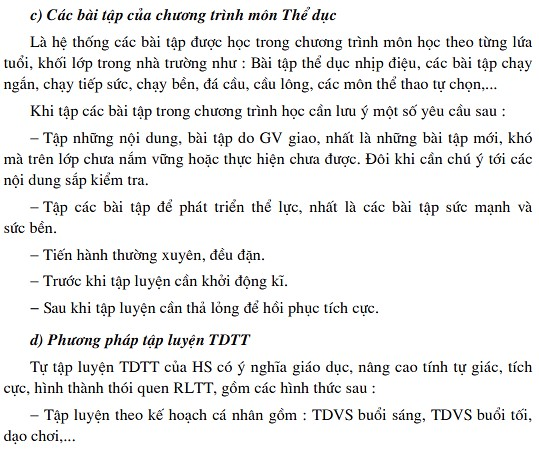 c) Các bài tập của chương trình môn Thể dục
Là hệ thống các bài tập được học trong chương trình môn học theo từng lứa
tuổi, khối lớp trong nhà trường như : Bài tập thể dục nhịp điệu, các bài tập chạy
ngắn, chạy tiếp sức, chạy bền, đá cầu, cầu lông, các môn thể thao tự chọn,...
Khi tập các bài tập trong chương trình học cần lưu ý một số yêu cầu sau :
– Tập những nội dung, bài tập do GV giao, nhất là những bài tập mới, khó
mà trên lớp chưa nắm vững hoặc thực hiện chưa được. Đôi khi cần chú ý tới các
nội dung sắp kiểm tra.
– Tập các bài tập để phát triển thể lực, nhất là các bài tập sức mạnh và
sức bền.
– Tiến hành thường xuyên, đều đặn.
– Trước khi tập luyện cần khởi động kĩ.
– Sau khi tập luyện cần thả lỏng để hồi phục tích cực.
d) Phương pháp tập luyện TDTT
Tự tập luyện TDTT của HS có ý nghĩa giáo dục, nâng cao tính tự giác, tích
cực, hình thành thói quen RLTT, gồm các hình thức sau :
– Tập luyện theo kế hoạch cá nhân gồm : TDVS buổi sáng, TDVS buổi tối,
dạo chơi,...